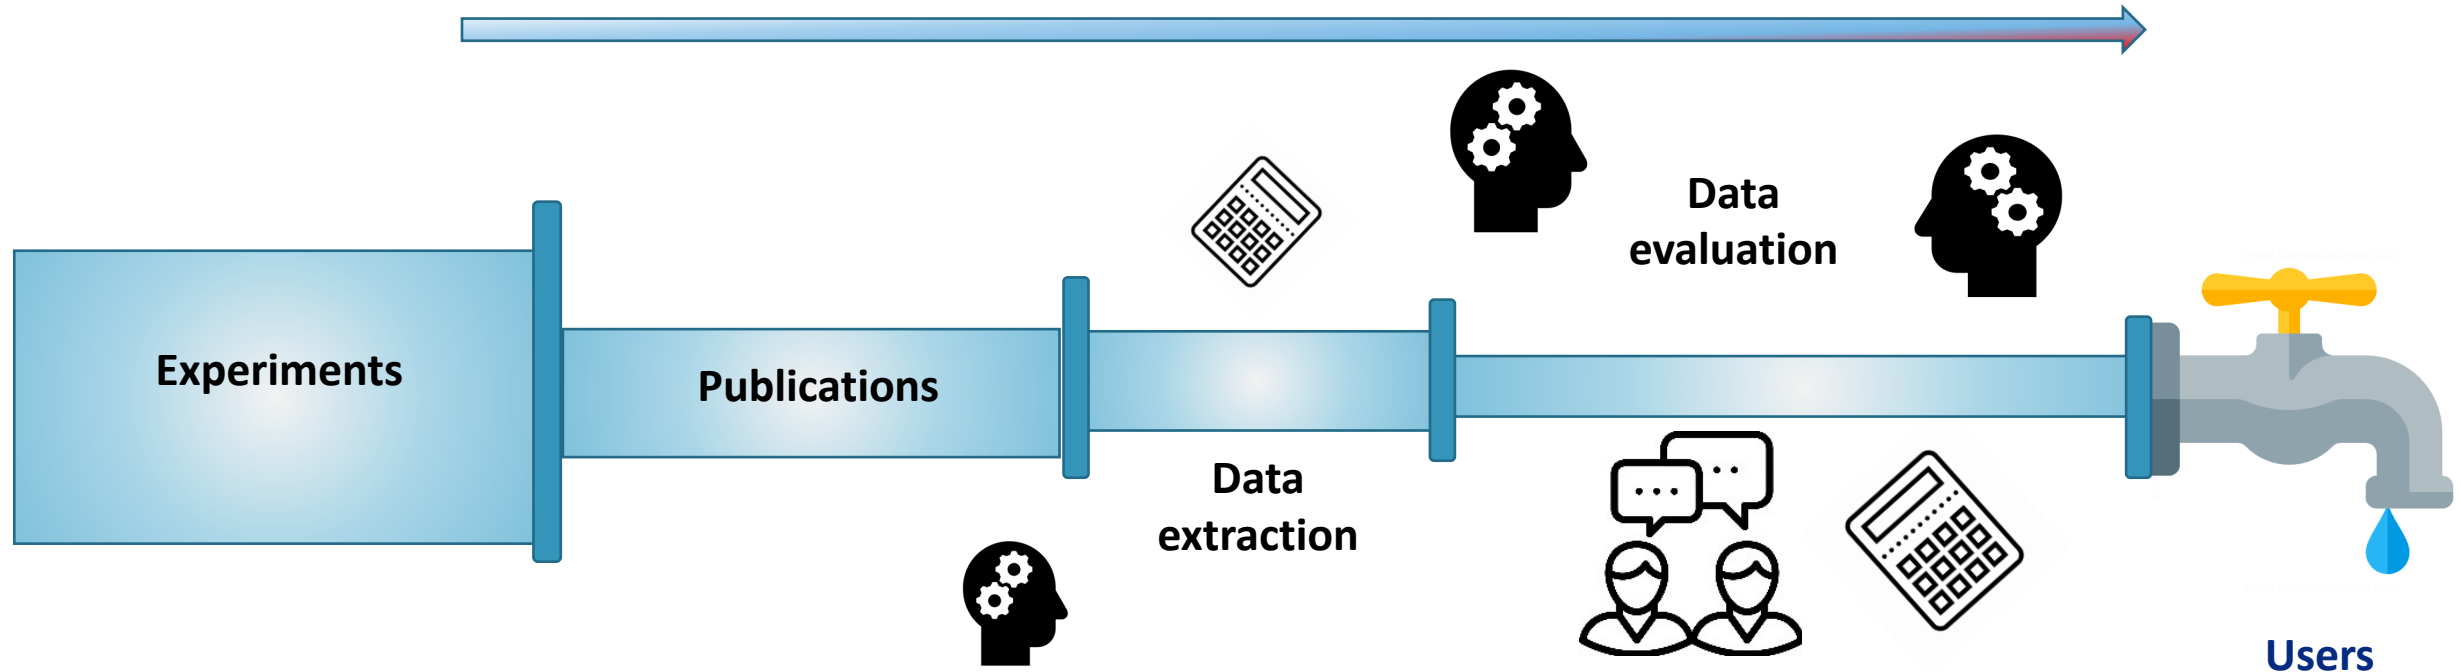 Experiments
Publications
Data
extraction
Data
evaluation
Users